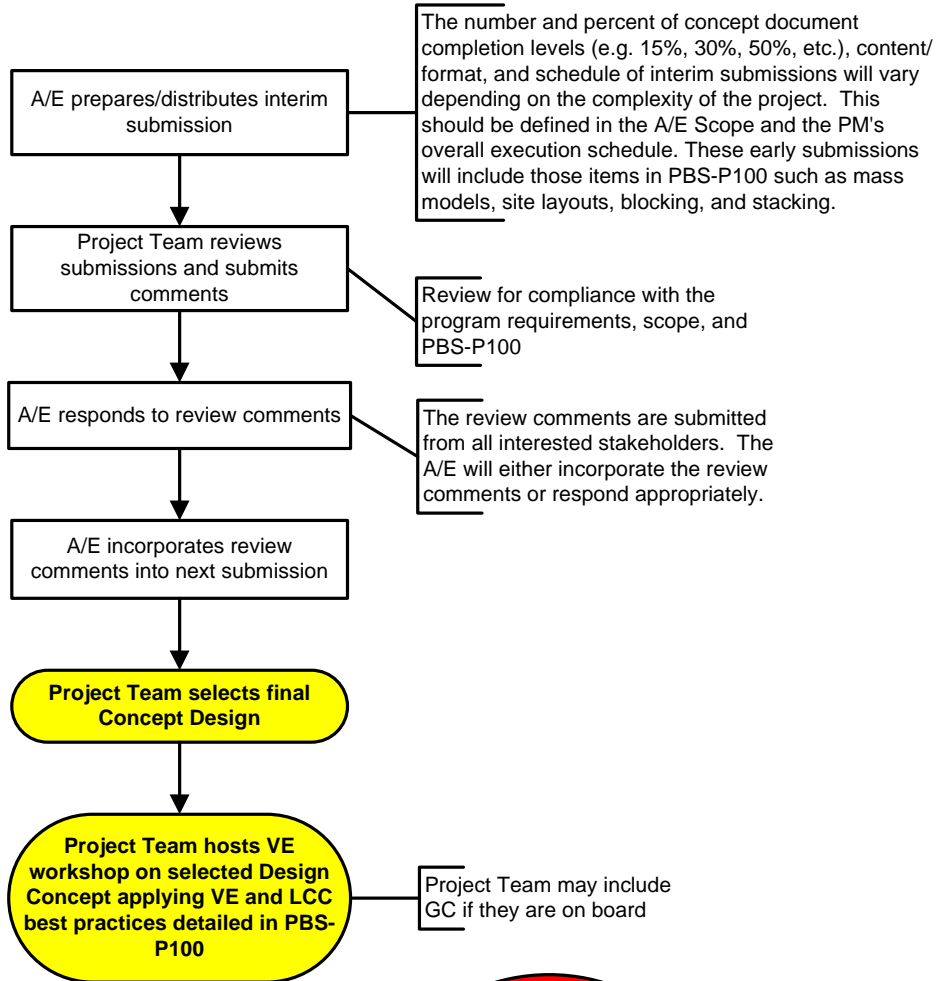 The number and percent of concept document
completion levels (e.g. 15%, 30%, 50%, etc.), content/
format, and schedule of interim submissions will vary
depending on the complexity of the project.  This
should be defined in the A/E Scope and the PM's
overall execution schedule. These early submissions
will include those items in PBS-P100 such as mass
models, site layouts, blocking, and stacking.
A/E prepares/distributes interim
submission
Project Team reviews
submissions and submits
comments
Review for compliance with the
program requirements, scope, and
PBS-P100
A/E responds to review comments
The review comments are submitted
from all interested stakeholders.  The
A/E will either incorporate the review
comments or respond appropriately.
A/E incorporates review
comments into next submission
Project Team selects final
Concept Design
Project Team hosts VE
workshop on selected Design
Concept applying VE and LCC
best practices detailed in PBS-
P100
Project Team may include
GC if they are on board